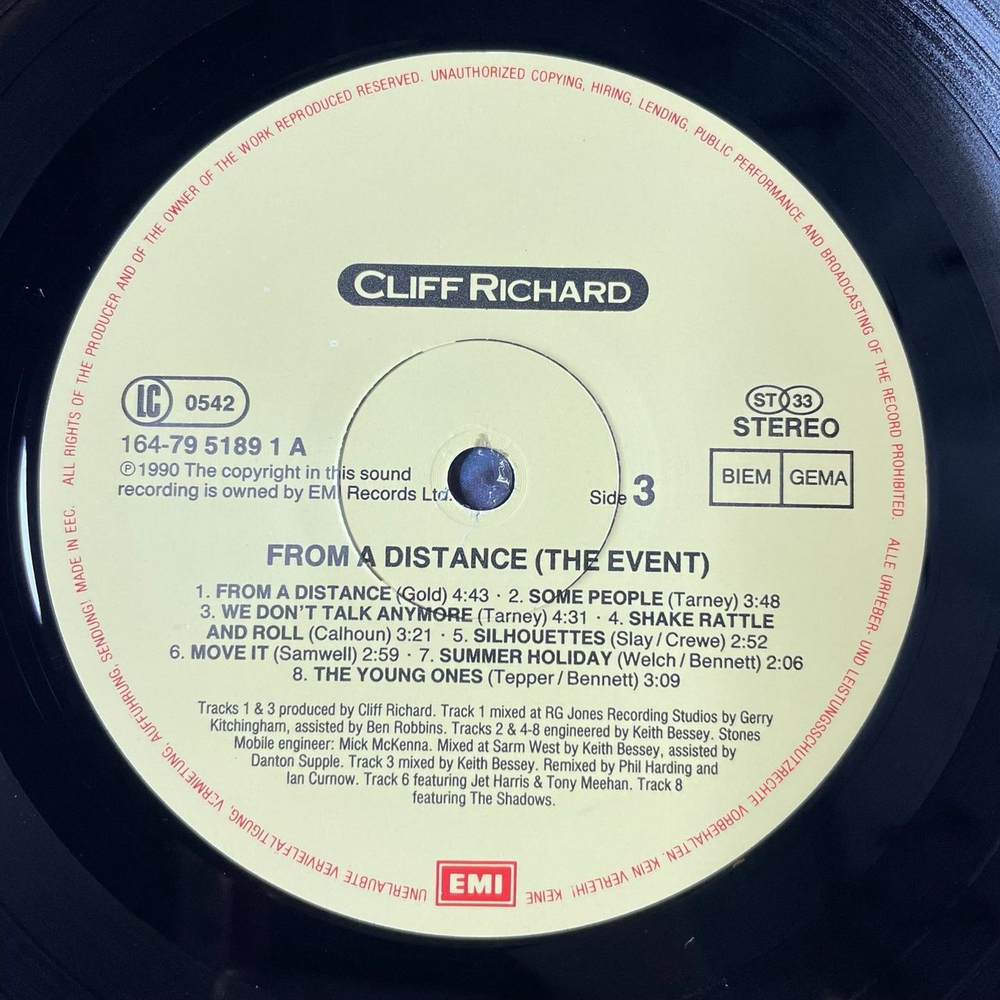 ALL RIGHTS OF THE PRODUCER AND OF THE OWNER OF THE WORK REPRODUCED RESERVED. UNAUTHORIZED COPYING, HIRING, LENDING, PUBLIC PERFORMANCE AND BROADCASTING OF THE RECORD PROHIBITED. ALLE URHEBER- UND LEISTUNGSSCHUTZRECHTE VORBEHALTEN. KEIN VERLEIH! KEINE UNERLAUBTE VERVIELFÄLTIGUNG, VERMIETUNG, AUFFÜHRUNG, SENDUNG! MADE IN EEC.
CLIFF RICHARD
LC 0542
164-79 5189 1 A
℗ 1990 The copyright in this sound
recording is owned by EMI Records Ltd.
ST 33
STEREO
BIEM GEMA
Side 3
FROM A DISTANCE (THE EVENT)
1. FROM A DISTANCE (Gold) 4:43 · 2. SOME PEOPLE (Tarney) 3:48
3. WE DON'T TALK ANYMORE (Tarney) 4:31 · 4. SHAKE RATTLE
AND ROLL (Calhoun) 3:21 · 5. SILHOUETTES (Slay / Crewe) 2:52
6. MOVE IT (Samwell) 2:59 · 7. SUMMER HOLIDAY (Welch / Bennett) 2:06
8. THE YOUNG ONES (Tepper / Bennett) 3:09
Tracks 1 & 3 produced by Cliff Richard. Track 1 mixed at RG Jones Recording Studios by Gerry
Kitchingham, assisted by Ben Robbins. Tracks 2 & 4-8 engineered by Keith Bessey. Stones
Mobile engineer: Mick McKenna. Mixed at Sarm West by Keith Bessey, assisted by
Danton Supple. Track 3 mixed by Keith Bessey. Remixed by Phil Harding and
Ian Curnow. Track 6 featuring Jet Harris & Tony Meehan. Track 8
featuring The Shadows.
EMI